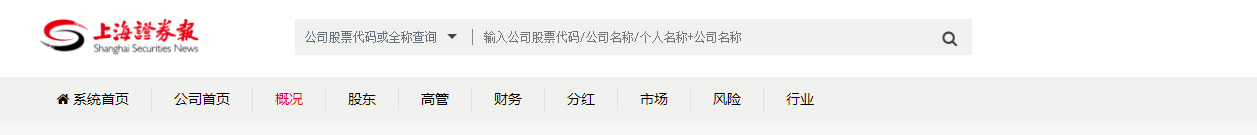 上海證券報
Shanghai Securities News
公司股票代码或全称查询 输入公司股票代码/公司名称/个人名称+公司名称
系统首页 公司首页 概况 股东 高管 财务 分红 市场 风险 行业